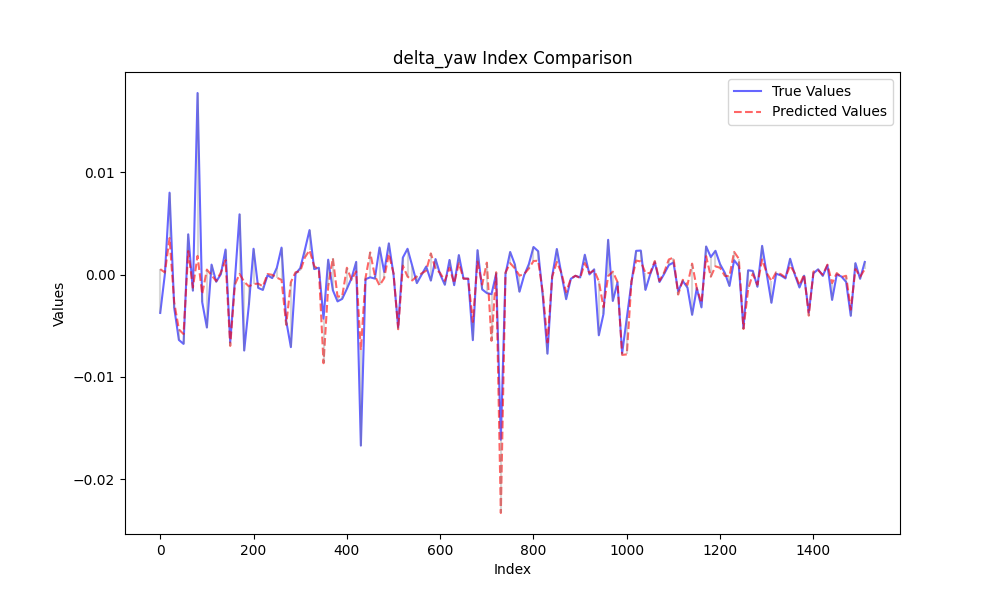 delta_yaw Index Comparison
True Values
Predicted Values
Values
0.01
0.00
−0.01
−0.02
0
200
400
600
800
1000
1200
1400
Index